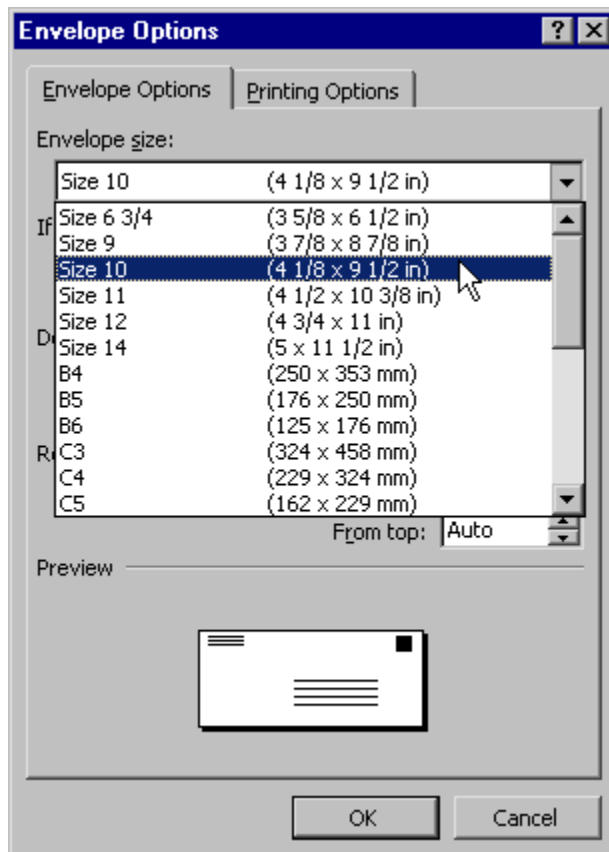 Envelope Options
Envelope Options Printing Options
Envelope size:
Size 10 (4 1/8 x 9 1/2 in)
If
Size 6 3/4 (3 5/8 x 6 1/2 in)
Size 9 (3 7/8 x 8 7/8 in)
Size 10 (4 1/8 x 9 1/2 in)
Size 11 (4 1/2 x 10 3/8 in)
Size 12 (4 3/4 x 11 in)
Size 14 (5 x 11 1/2 in)
B4 (250 x 353 mm)
B5 (176 x 250 mm)
B6 (125 x 176 mm)
C3 (324 x 458 mm)
C4 (229 x 324 mm)
C5 (162 x 229 mm)
From top: Auto
Preview
OK Cancel